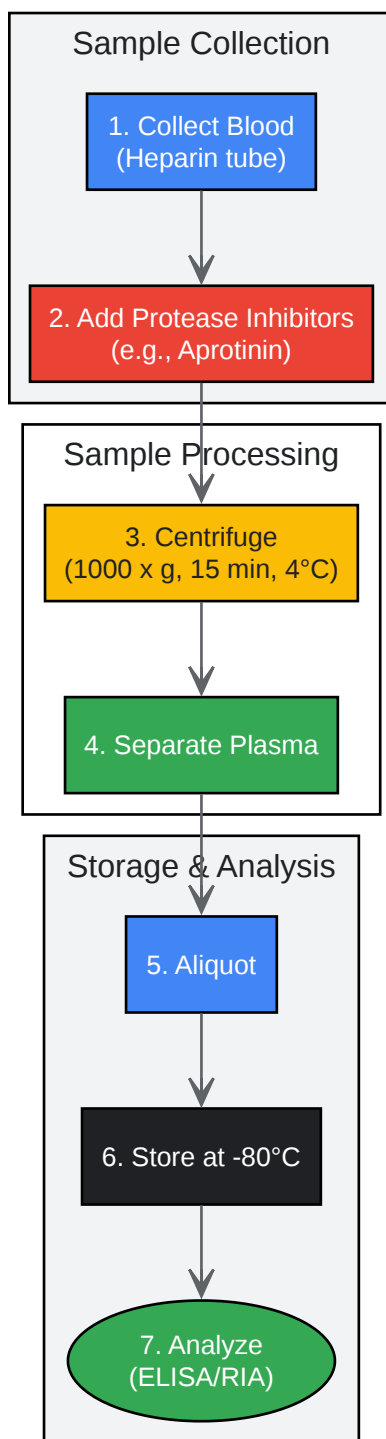 Sample Collection
1. Collect Blood
(Heparin tube)
2. Add Protease Inhibitors
(e.g., Aprotinin)
Sample Processing
3. Centrifuge
(1000 x g, 15 min, 4°C)
4. Separate Plasma
Storage & Analysis
5. Aliquot
6. Store at -80°C
7. Analyze
(ELISA/RIA)